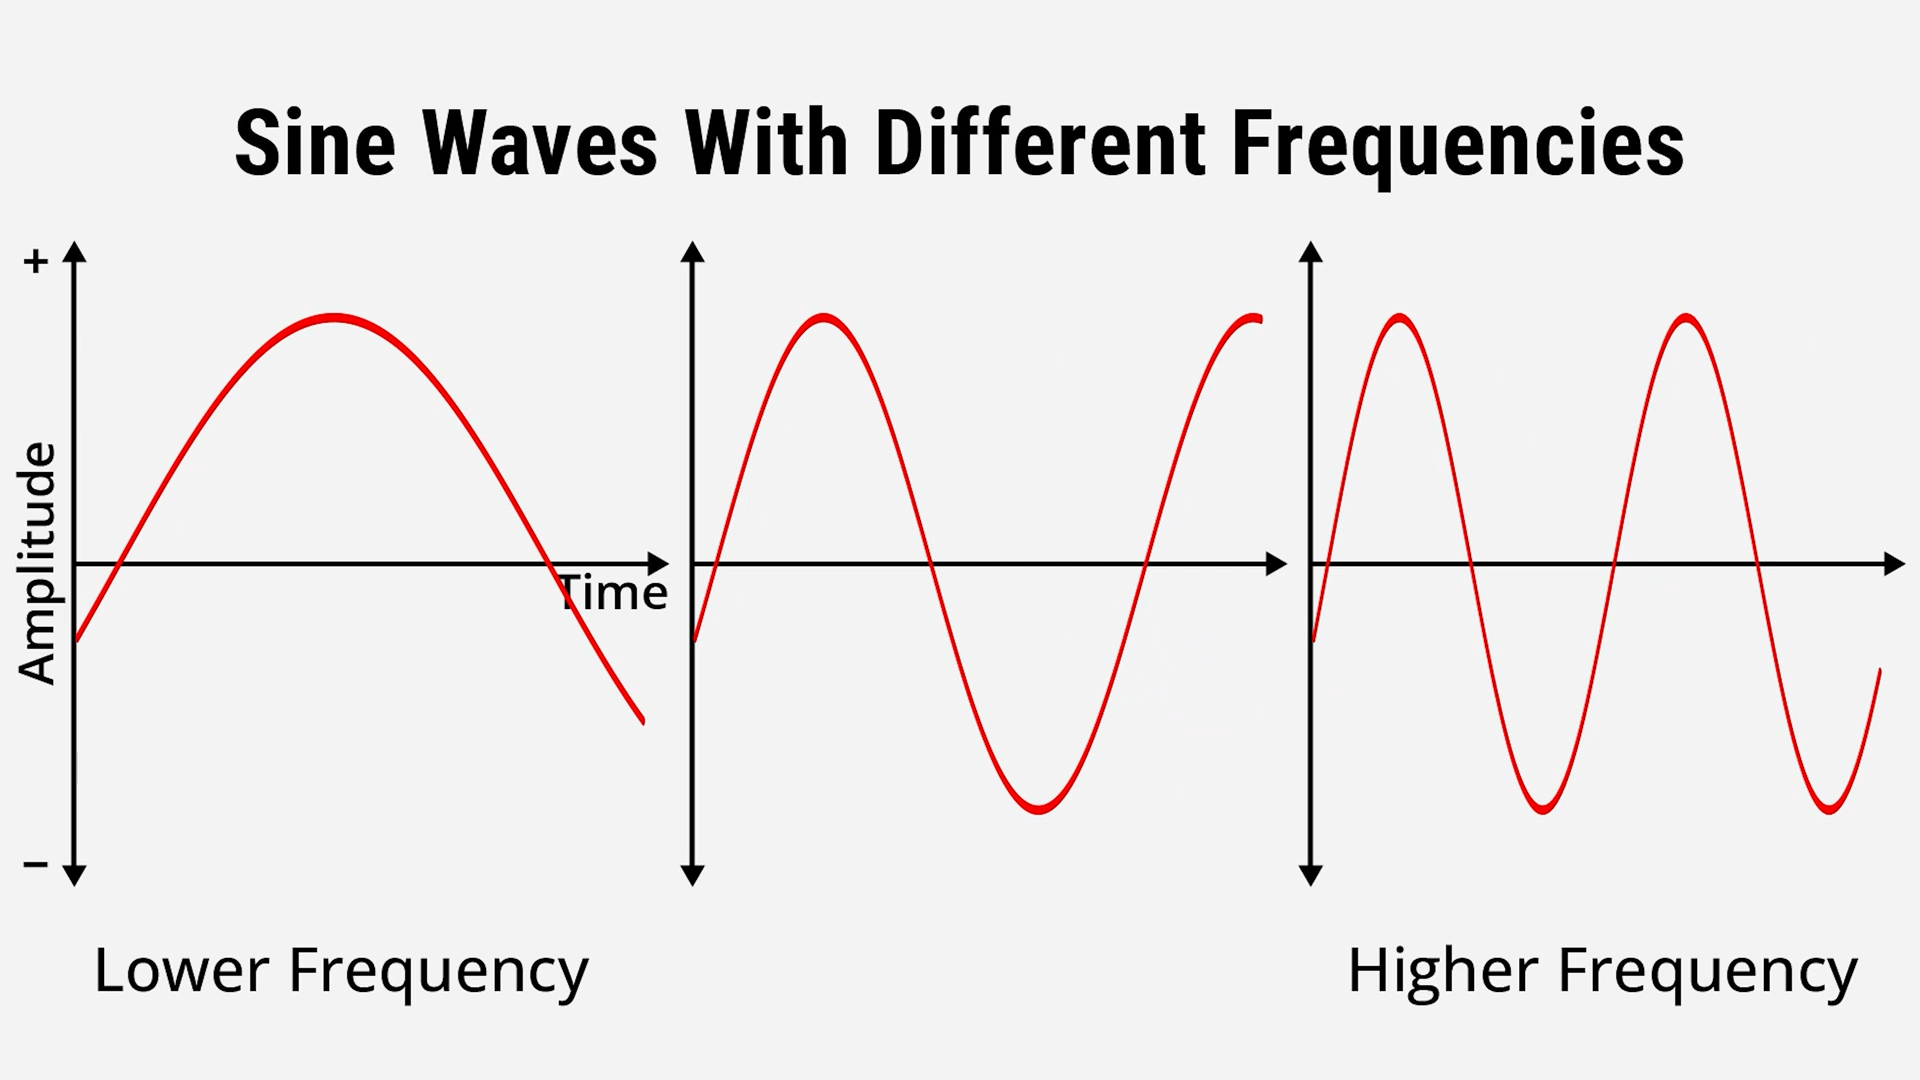 Sine Waves With Different Frequencies
+
Amplitude
Time
−
Lower Frequency
Higher Frequency